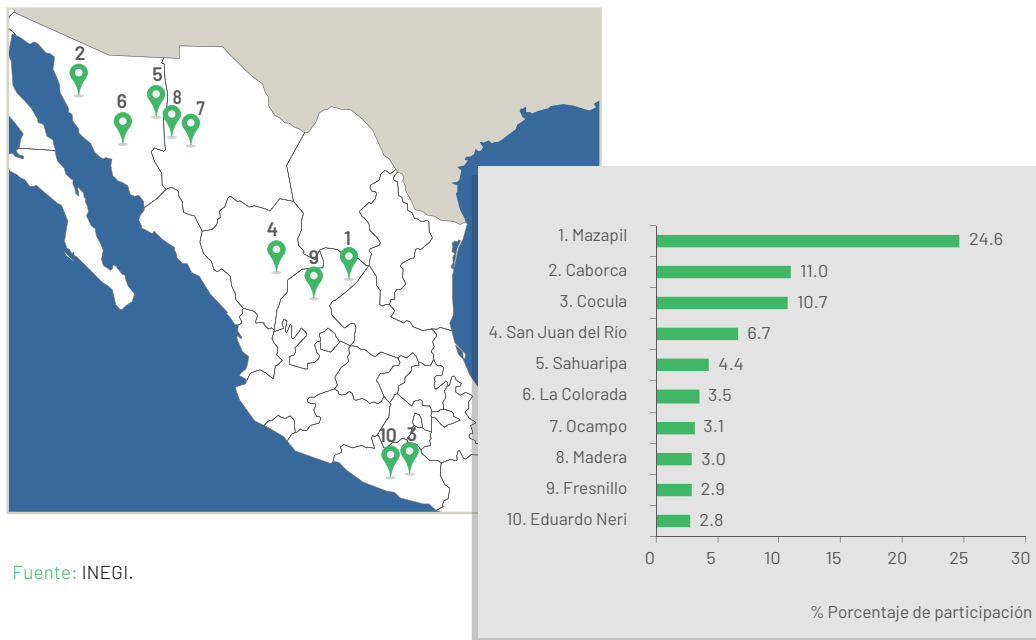 2
5
8
7
6
4
1
9
10
3
1. Mazapil
24.6
2. Caborca
11.0
3. Cocula
10.7
4. San Juan del Río
6.7
5. Sahuaripa
4.4
6. La Colorada
3.5
7. Ocampo
3.1
8. Madera
3.0
9. Fresnillo
2.9
10. Eduardo Neri
2.8
0 5 10 15 20 25 30
% Porcentaje de participación
Fuente: INEGI.